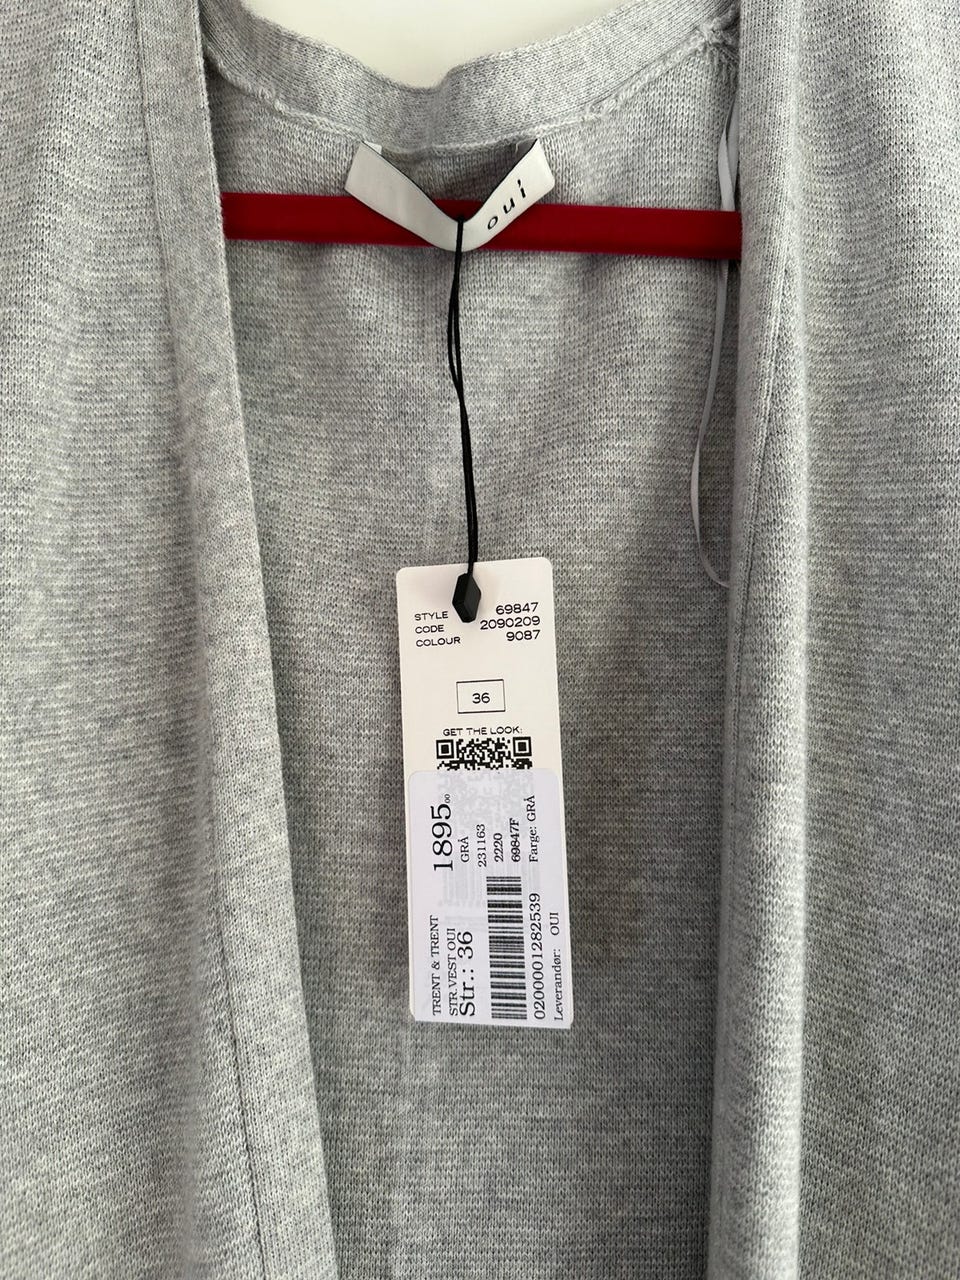 oui
STYLE 69847
CODE 2090209
COLOUR 9087
36
GET THE LOOK:
TRENT & TRENT 1895.00
STR.VEST OUI GRÅ
Str.: 36 231163
2220
69847F
0200001282539 Farge: GRÅ
Leverandør: OUI